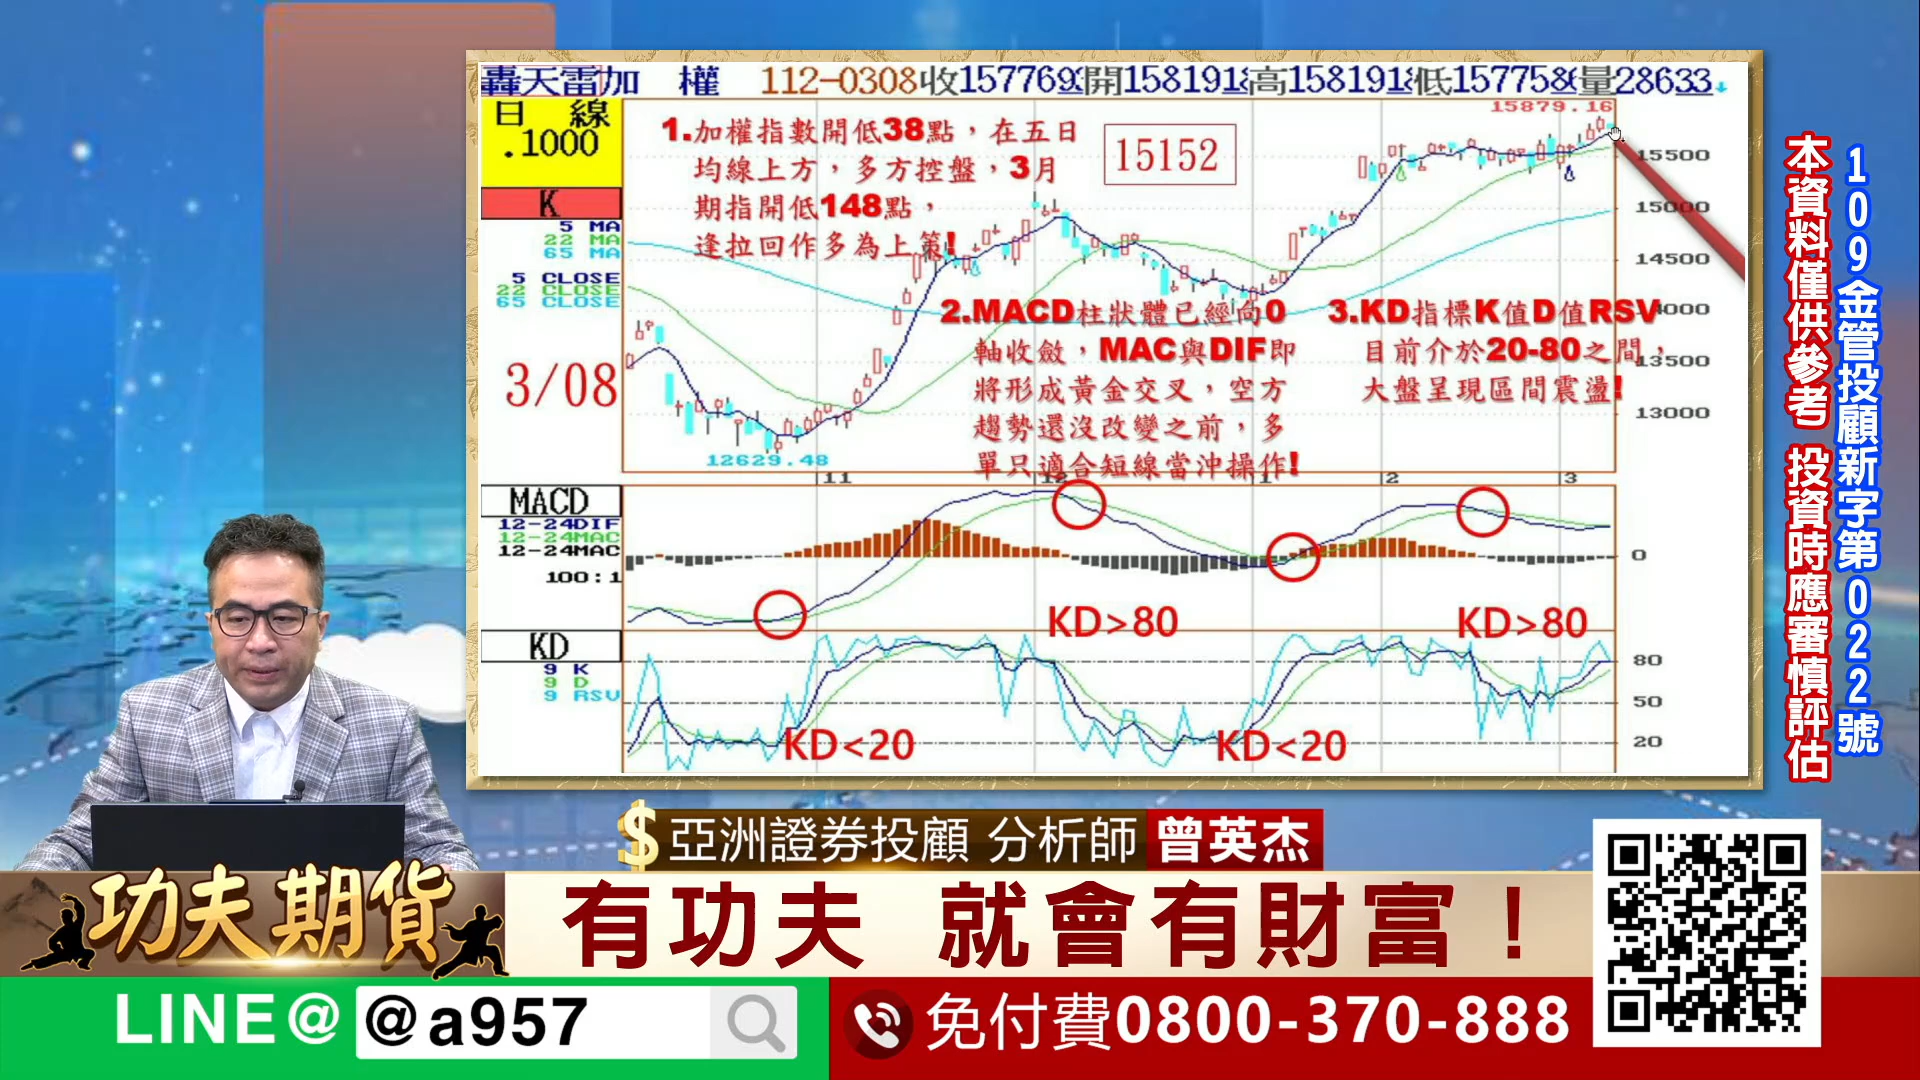 轟天雷加 權 112-0308收15776 開15819 高15819 低15775 量28633
日 線
.1000
K
5 MA
22 MA
65 MA
5 CLOSE
22 CLOSE
65 CLOSE
3/08
1.加權指數開低38點，在五日
均線上方，多方控盤，3月
期指開低148點，
逢拉回作多為上策!
15152
15879.16
15500
15000
14500
14000
13500
13000
2.MACD柱狀體已經向0
軸收斂，MAC與DIF即
將形成黃金交叉，空方
趨勢還沒改變之前，多
單只適合短線當沖操作!
3.KD指標K值D值RSV
目前介於20-80之間，
大盤呈現區間震盪!
12629.48
11 12 1 2 3
MACD
12-24DIF
12-24MAC
12-24MAC
100:1
0
KD>80
KD>80
KD
9 K
9 D
9 RSV
80
50
20
KD<20
KD<20
109金管投顧新字第022號
本資料僅供參考 投資時應審慎評估
亞洲證券投顧 分析師 曾英杰
功夫期貨
有功夫 就會有財富！
LINE@ @a957
免付費0800-370-888